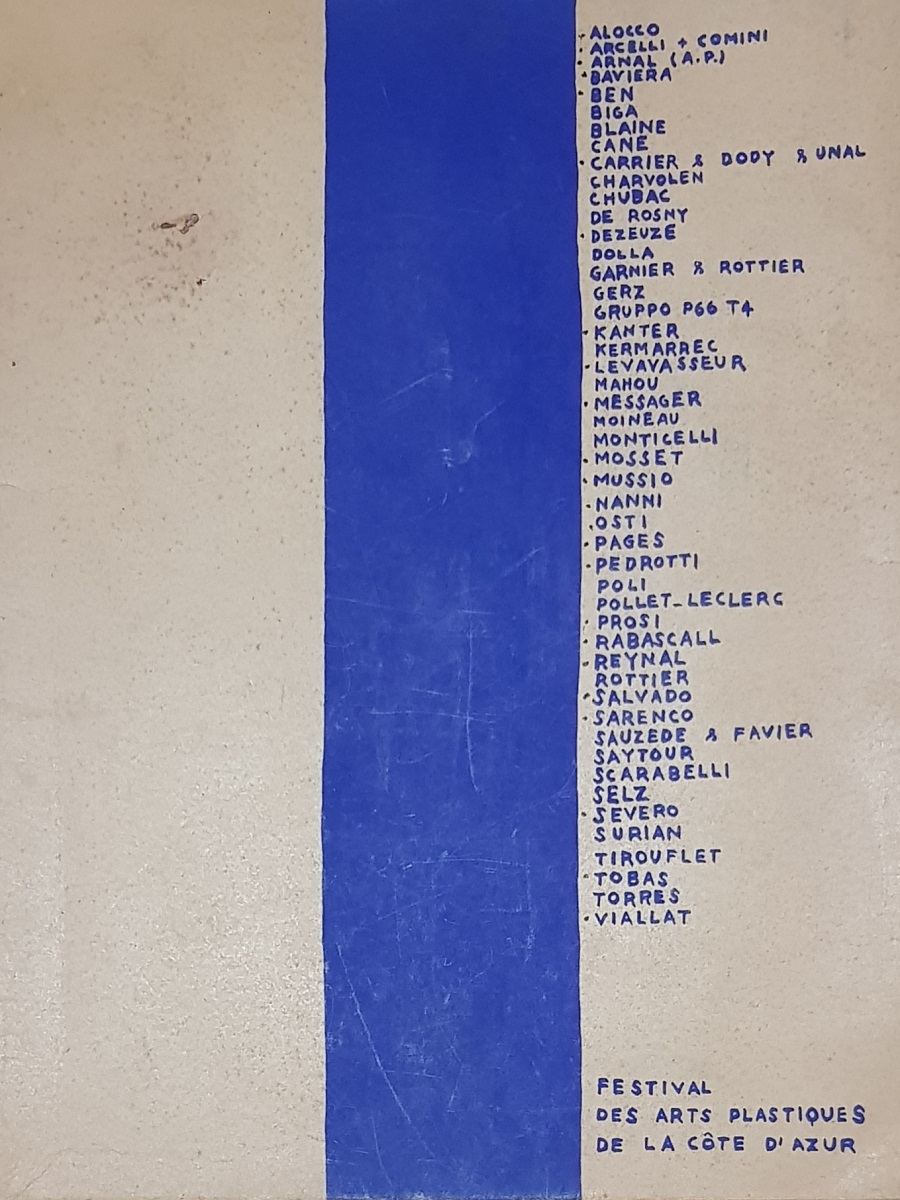 ALOCCO
ARCELLI + COMINI
ARNAL (A.P.)
BAVIERA
BEN
BIGA
BLAINE
CANE
CARRIER & DODY & UNAL
CHARVOLEN
CHUBAC
DE ROSNY
DEZEUZE
DOLLA
GARNIER & ROTTIER
GERZ
GRUPPO P66 T4
KANTER
KERMARREC
LEVAVASSEUR
MAHOU
MESSAGER
MOINEAU
MONTICELLI
MOSSET
MUSSIO
NANNI
OSTI
PAGES
PEDROTTI
POLI
POLLET-LECLERC
PROSI
RABASCALL
REYNAL
ROTTIER
SALVADO
SARENCO
SAUZEDE & FAVIER
SAYTOUR
SCARABELLI
SELZ
SEVERO
SURIAN
TIROUFLET
TOBAS
TORRES
VIALLAT
FESTIVAL
DES ARTS PLASTIQUES
DE LA CÔTE D'AZUR